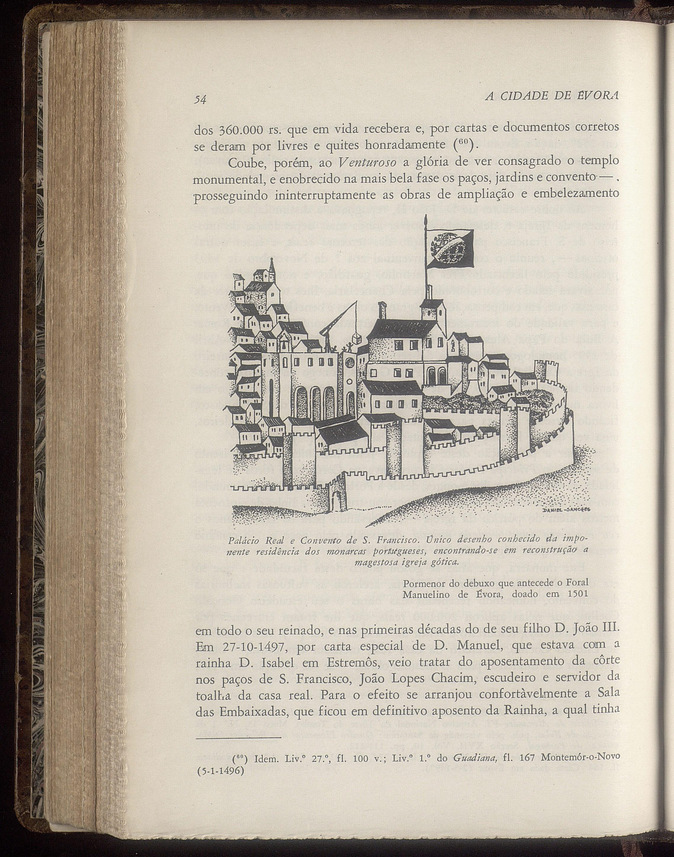 54
A CIDADE DE ÉVORA
dos 360.000 rs. que em vida recebera e, por cartas e documentos corretos
se deram por livres e quites honradamente (⁶⁰).
Coube, porém, ao Venturoso a glória de ver consagrado o templo
monumental, e enobrecido na mais bela fase os paços, jardins e convento — .
prosseguindo ininterruptamente as obras de ampliação e embelezamento
DANIEL-SANCHES
Palácio Real e Convento de S. Francisco. Único desenho conhecido da impo-
nente residência dos monarcas portugueses, encontrando-se em reconstrução a
magestosa igreja gótica.
Pormenor do debuxo que antecede o Foral
Manuelino de Évora, doado em 1501
em todo o seu reinado, e nas primeiras décadas do de seu filho D. João III.
Em 27-10-1497, por carta especial de D. Manuel, que estava com a
rainha D. Isabel em Estremôs, veio tratar do aposentamento da côrte
nos paços de S. Francisco, João Lopes Chacim, escudeiro e servidor da
toalha da casa real. Para o efeito se arranjou confortàvelmente a Sala
das Embaixadas, que ficou em definitivo aposento da Rainha, a qual tinha
(⁶⁰) Idem. Liv.º 27.º, fl. 100 v.; Liv.º 1.º do Guadiana, fl. 167 Montemór-o-Novo
(5-1-1496)